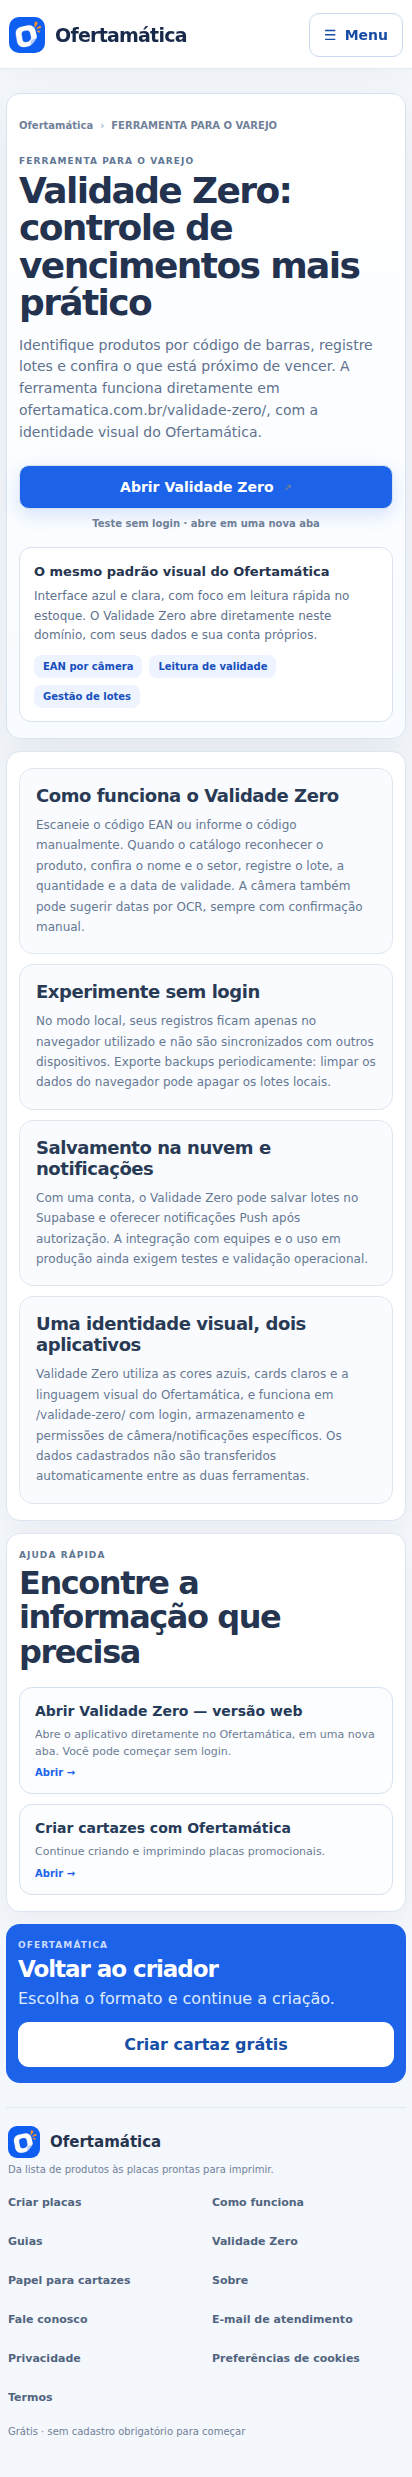 Ofertamática
☰ Menu
Ofertamática › FERRAMENTA PARA O VAREJO
FERRAMENTA PARA O VAREJO
Validade Zero:
controle de
vencimentos mais
prático
Identifique produtos por código de barras, registre
lotes e confira o que está próximo de vencer. A
ferramenta funciona diretamente em
ofertamatica.com.br/validade-zero/, com a
identidade visual do Ofertamática.
Abrir Validade Zero ↗
Teste sem login · abre em uma nova aba
O mesmo padrão visual do Ofertamática
Interface azul e clara, com foco em leitura rápida no
estoque. O Validade Zero abre diretamente neste
domínio, com seus dados e sua conta próprios.
EAN por câmera
Leitura de validade
Gestão de lotes
Como funciona o Validade Zero
Escaneie o código EAN ou informe o código
manualmente. Quando o catálogo reconhecer o
produto, confira o nome e o setor, registre o lote, a
quantidade e a data de validade. A câmera também
pode sugerir datas por OCR, sempre com confirmação
manual.
Experimente sem login
No modo local, seus registros ficam apenas no
navegador utilizado e não são sincronizados com outros
dispositivos. Exporte backups periodicamente: limpar os
dados do navegador pode apagar os lotes locais.
Salvamento na nuvem e
notificações
Com uma conta, o Validade Zero pode salvar lotes no
Supabase e oferecer notificações Push após
autorização. A integração com equipes e o uso em
produção ainda exigem testes e validação operacional.
Uma identidade visual, dois
aplicativos
Validade Zero utiliza as cores azuis, cards claros e a
linguagem visual do Ofertamática, e funciona em
/validade-zero/ com login, armazenamento e
permissões de câmera/notificações específicos. Os
dados cadastrados não são transferidos
automaticamente entre as duas ferramentas.
AJUDA RÁPIDA
Encontre a
informação que
precisa
Abrir Validade Zero — versão web
Abre o aplicativo diretamente no Ofertamática, em uma nova
aba. Você pode começar sem login.
Abrir →
Criar cartazes com Ofertamática
Continue criando e imprimindo placas promocionais.
Abrir →
OFERTAMÁTICA
Voltar ao criador
Escolha o formato e continue a criação.
Criar cartaz grátis
Ofertamática
Da lista de produtos às placas prontas para imprimir.
Criar placas
Como funciona
Guias
Validade Zero
Papel para cartazes
Sobre
Fale conosco
E-mail de atendimento
Privacidade
Preferências de cookies
Termos
Grátis · sem cadastro obrigatório para começar